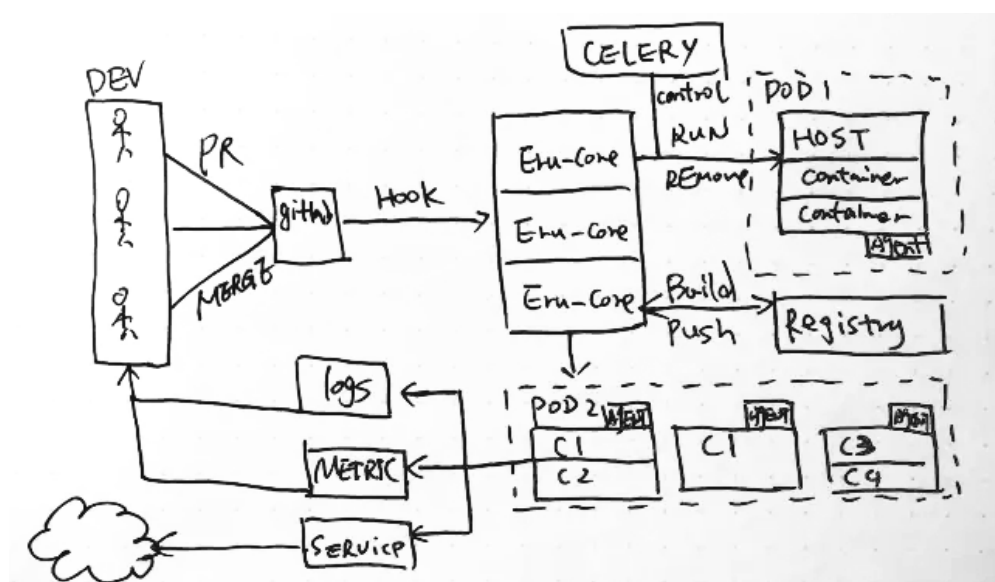 DEV
PR
MERGE
github
HOOK
CELERY
control
RUN
REmove
Eru-Core
Eru-Core
Eru-Core
POD 1
HOST
container
container
Agent
Build
Push
Registry
POD 2
Agent
C1
C2
Agent
C1
Agent
C3
C4
logs
METRIC
SERVICE